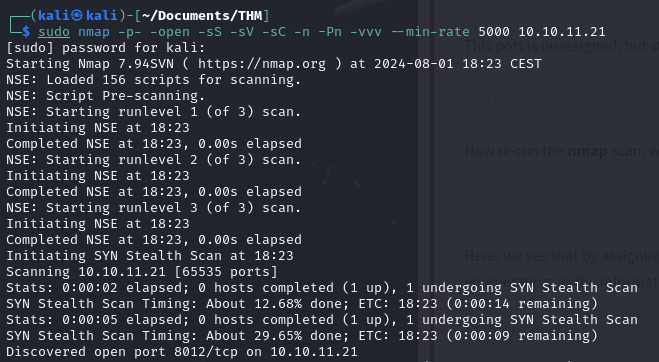 (kali㉿kali)-[~/Documents/THM]
$ sudo nmap -p- -open -sS -sV -sC -n -Pn -vvv --min-rate 5000 10.10.11.21
[sudo] password for kali:
Starting Nmap 7.94SVN ( https://nmap.org ) at 2024-08-01 18:23 CEST
NSE: Loaded 156 scripts for scanning.
NSE: Script Pre-scanning.
NSE: Starting runlevel 1 (of 3) scan.
Initiating NSE at 18:23
Completed NSE at 18:23, 0.00s elapsed
NSE: Starting runlevel 2 (of 3) scan.
Initiating NSE at 18:23
Completed NSE at 18:23, 0.00s elapsed
NSE: Starting runlevel 3 (of 3) scan.
Initiating NSE at 18:23
Completed NSE at 18:23, 0.00s elapsed
Initiating SYN Stealth Scan at 18:23
Scanning 10.10.11.21 [65535 ports]
Stats: 0:00:02 elapsed; 0 hosts completed (1 up), 1 undergoing SYN Stealth Scan
SYN Stealth Scan Timing: About 12.68% done; ETC: 18:23 (0:00:14 remaining)
Stats: 0:00:05 elapsed; 0 hosts completed (1 up), 1 undergoing SYN Stealth Scan
SYN Stealth Scan Timing: About 29.65% done; ETC: 18:23 (0:00:09 remaining)
Discovered open port 8012/tcp on 10.10.11.21
This port is unassigned, but s
Now re-run the nmap scan, w
Here, we see that by assigning